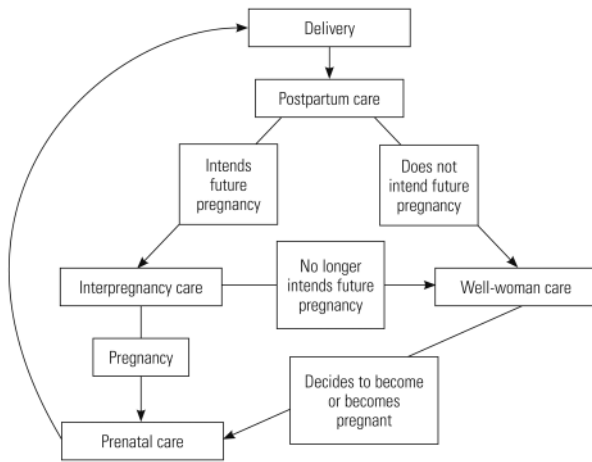 Delivery
Postpartum care
Intends
future
pregnancy
Does not
intend future
pregnancy
Interpregnancy care
No longer
intends future
pregnancy
Well-woman care
Pregnancy
Decides to become
or becomes
pregnant
Prenatal care